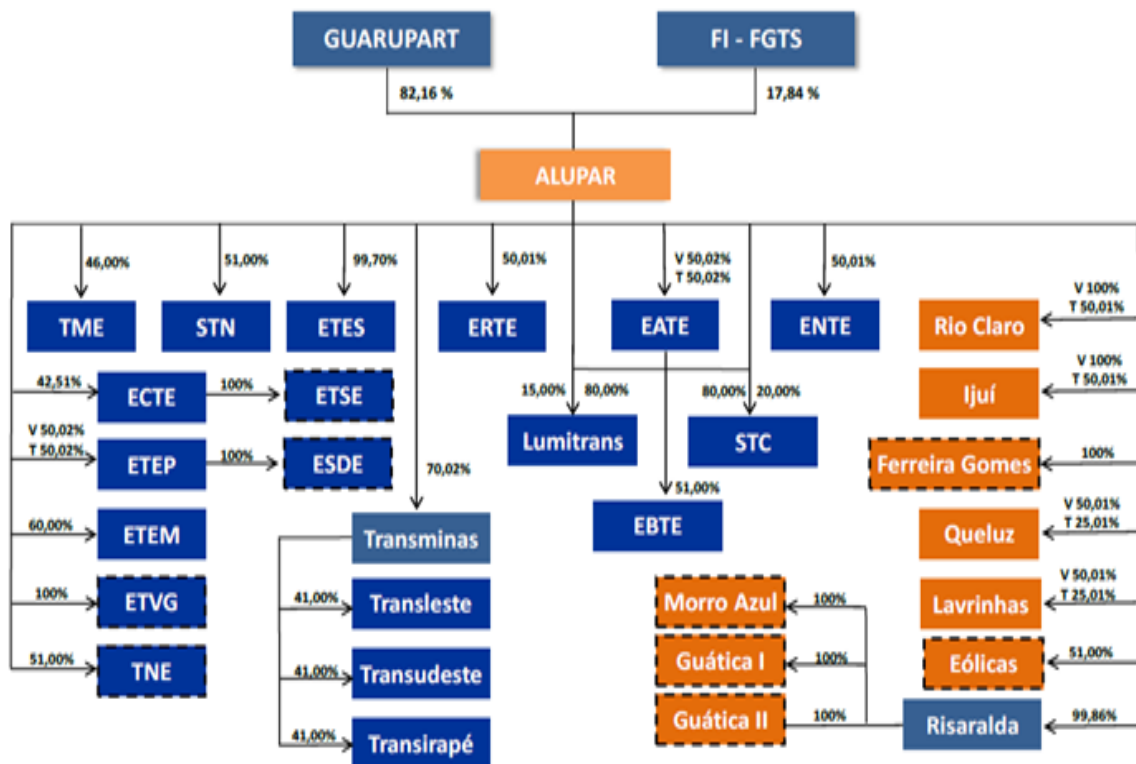 GUARUPART
FI - FGTS
82,16 %
17,84 %
ALUPAR
46,00%
51,00%
99,70%
50,01%
V 50,02%
T 50,02%
50,01%
V 100%
T 50,01%
TME
STN
ETES
ERTE
EATE
ENTE
Rio Claro
42,51%
ECTE
100%
ETSE
15,00%
80,00%
80,00%
20,00%
V 100%
T 50,01%
Ijuí
Lumitrans
STC
V 50,02%
T 50,02%
ETEP
100%
ESDE
70,02%
100%
Ferreira Gomes
51,00%
60,00%
ETEM
Transminas
EBTE
V 50,01%
T 25,01%
Queluz
100%
ETVG
41,00%
Transleste
Morro Azul
100%
V 50,01%
T 25,01%
Lavrinhas
51,00%
TNE
41,00%
Transudeste
Guática I
100%
51,00%
Eólicas
41,00%
Transirapé
Guática II
100%
Risaralda
99,86%